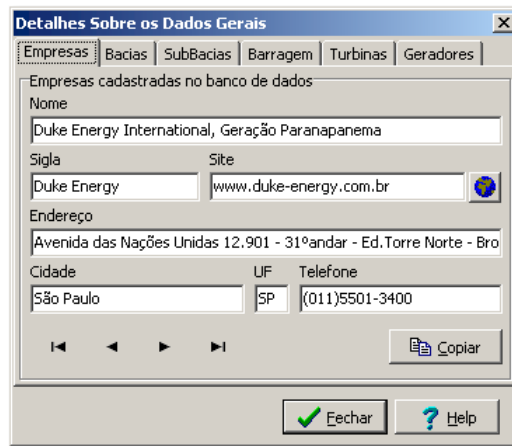 Detalhes Sobre os Dados Gerais
Empresas Bacias SubBacias Barragem Turbinas Geradores
Empresas cadastradas no banco de dados
Nome
Duke Energy International, Geração Paranapanema
Sigla Site
Duke Energy www.duke-energy.com.br
Endereço
Avenida das Nações Unidas 12.901 - 31ºandar - Ed.Torre Norte - Bro
Cidade UF Telefone
São Paulo SP (011)5501-3400
Copiar
Fechar Help